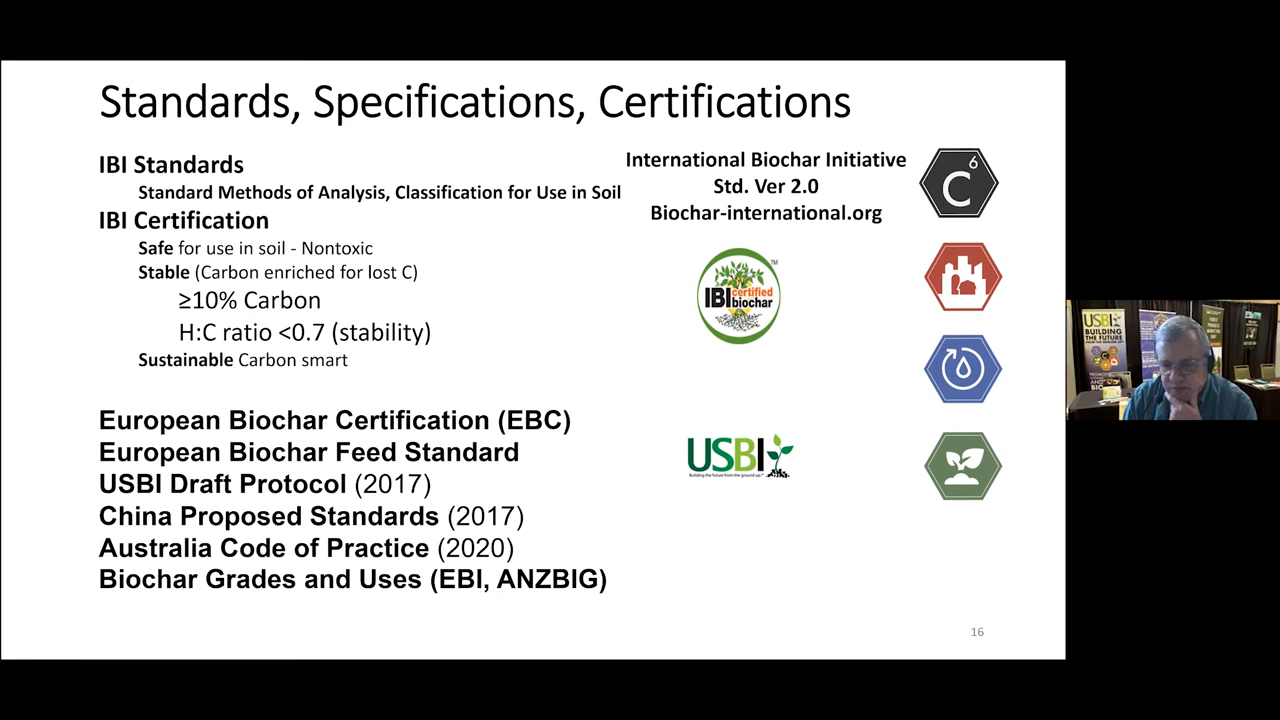 Standards, Specifications, Certifications
IBI Standards
Standard Methods of Analysis, Classification for Use in Soil
IBI Certification
Safe for use in soil - Nontoxic
Stable (Carbon enriched for lost C)
≥10% Carbon
H:C ratio <0.7 (stability)
Sustainable Carbon smart
European Biochar Certification (EBC)
European Biochar Feed Standard
USBI Draft Protocol (2017)
China Proposed Standards (2017)
Australia Code of Practice (2020)
Biochar Grades and Uses (EBI, ANZBIG)
International Biochar Initiative
Std. Ver 2.0
Biochar-international.org
IBI certified biochar ™
USBI
Building the future from the ground up.
6
C
16
USBI
BUILDING
THE FUTURE